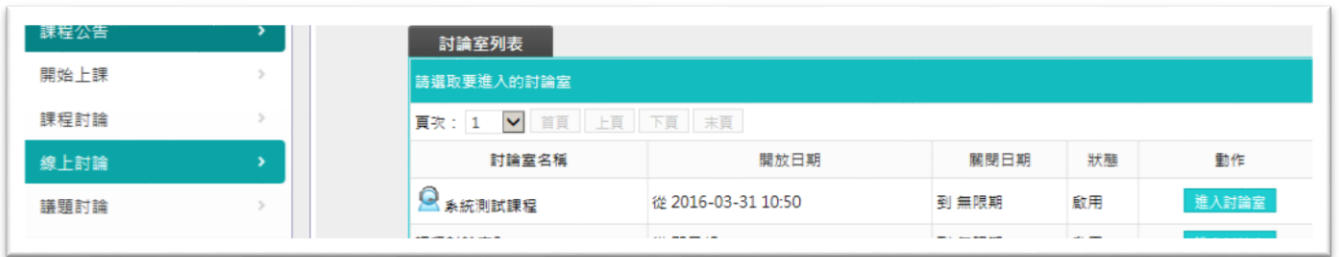 課程公告
開始上課
課程討論
線上討論
議題討論
討論室列表
請選取要進入的討論室
頁次： 1 首頁 上頁 下頁 末頁
討論室名稱 開放日期 關閉日期 狀態 動作
系統測試課程 從 2016-03-31 10:50 到 無限期 啟用 進入討論室